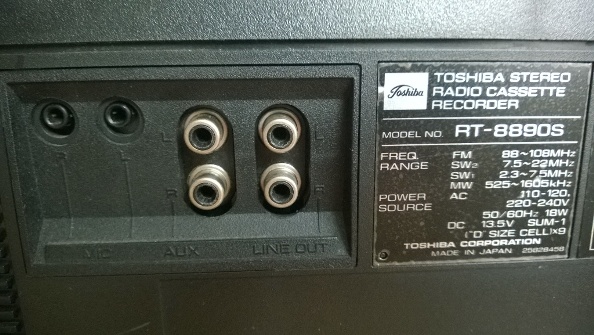 Toshiba
TOSHIBA STEREO
RADIO CASSETTE
RECORDER
MODEL NO. RT-8890S
FREQ. RANGE FM 88~108MHz
SW2 7.5~22MHz
SW1 2.3~7.5MHz
MW 525~1605kHz
POWER SOURCE AC 110-120,
220-240V
50/60Hz 18W
DC 13.5V SUM-1
("D" SIZE CELL)×9
TOSHIBA CORPORATION
MADE IN JAPAN 25828458
L R L L
R R
MIC AUX LINE OUT